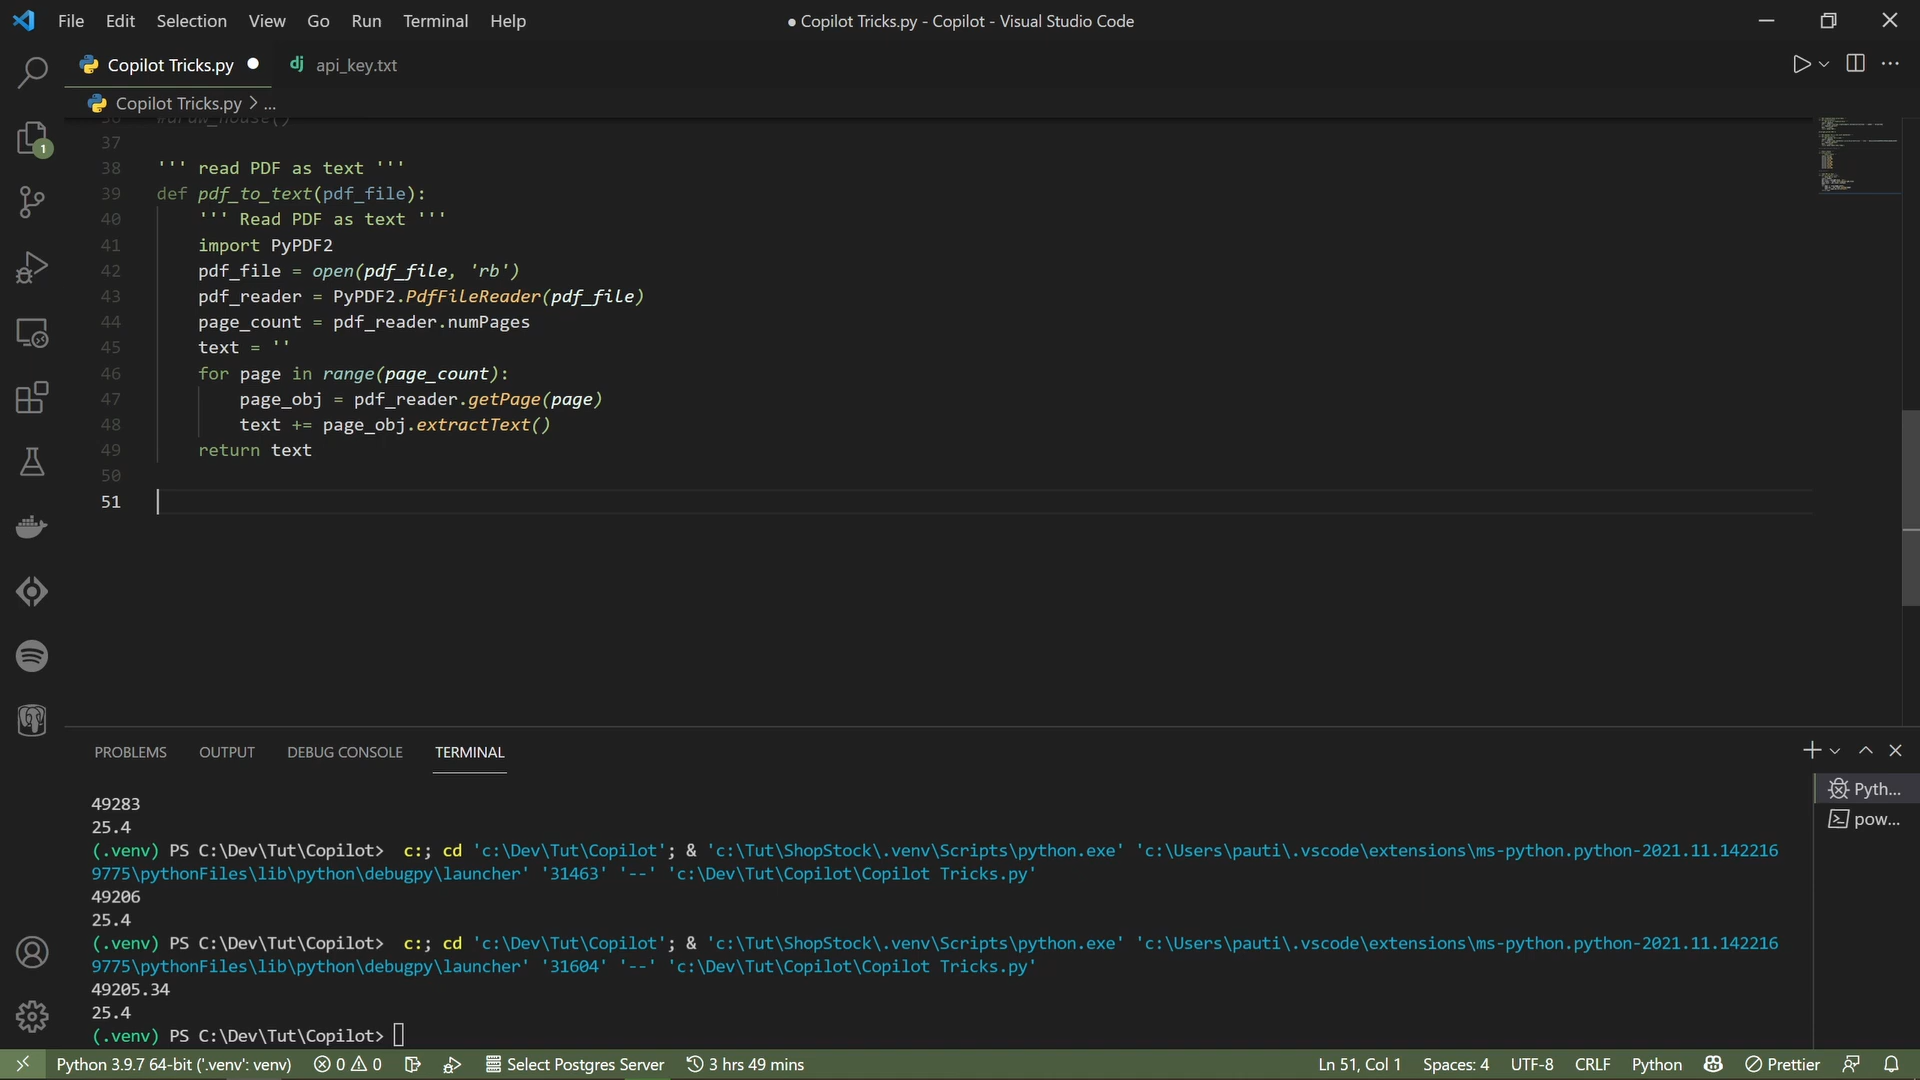 File Edit Selection View Go Run Terminal Help ● Copilot Tricks.py - Copilot - Visual Studio Code
Copilot Tricks.py ● dj api_key.txt
Copilot Tricks.py > ...
36 #draw_house()
37
38 ''' read PDF as text '''
39 def pdf_to_text(pdf_file):
40 ''' Read PDF as text '''
41 import PyPDF2
42 pdf_file = open(pdf_file, 'rb')
43 pdf_reader = PyPDF2.PdfFileReader(pdf_file)
44 page_count = pdf_reader.numPages
45 text = ''
46 for page in range(page_count):
47 page_obj = pdf_reader.getPage(page)
48 text += page_obj.extractText()
49 return text
50
51
1
PROBLEMS OUTPUT DEBUG CONSOLE TERMINAL
49283
25.4
(.venv) PS C:\Dev\Tut\Copilot> c:; cd 'c:\Dev\Tut\Copilot'; & 'c:\Tut\ShopStock\.venv\Scripts\python.exe' 'c:\Users\pauti\.vscode\extensions\ms-python.python-2021.11.142216
9775\pythonFiles\lib\python\debugpy\launcher' '31463' '--' 'c:\Dev\Tut\Copilot\Copilot Tricks.py'
49206
25.4
(.venv) PS C:\Dev\Tut\Copilot> c:; cd 'c:\Dev\Tut\Copilot'; & 'c:\Tut\ShopStock\.venv\Scripts\python.exe' 'c:\Users\pauti\.vscode\extensions\ms-python.python-2021.11.142216
9775\pythonFiles\lib\python\debugpy\launcher' '31604' '--' 'c:\Dev\Tut\Copilot\Copilot Tricks.py'
49205.34
25.4
(.venv) PS C:\Dev\Tut\Copilot>
Pyth...
pow...
Python 3.9.7 64-bit ('.venv': venv) 0 0 Select Postgres Server 3 hrs 49 mins Ln 51, Col 1 Spaces: 4 UTF-8 CRLF Python Prettier